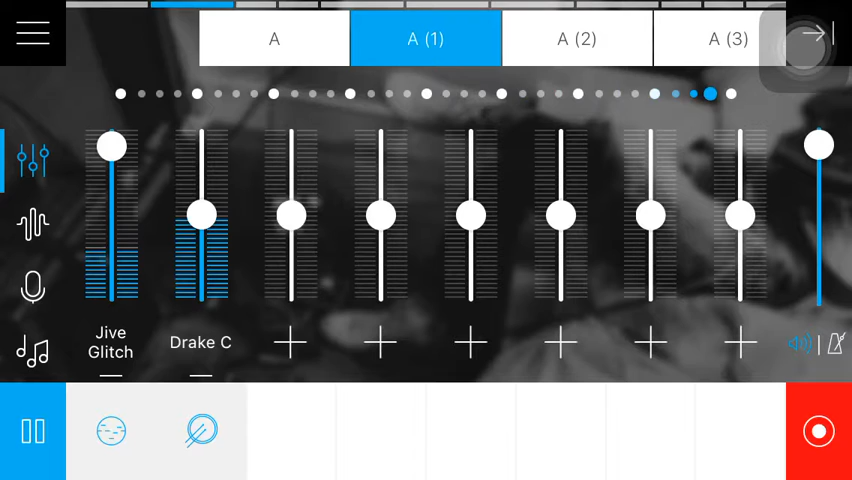 A
A (1)
A (2)
A (3)
Jive
Glitch
Drake C